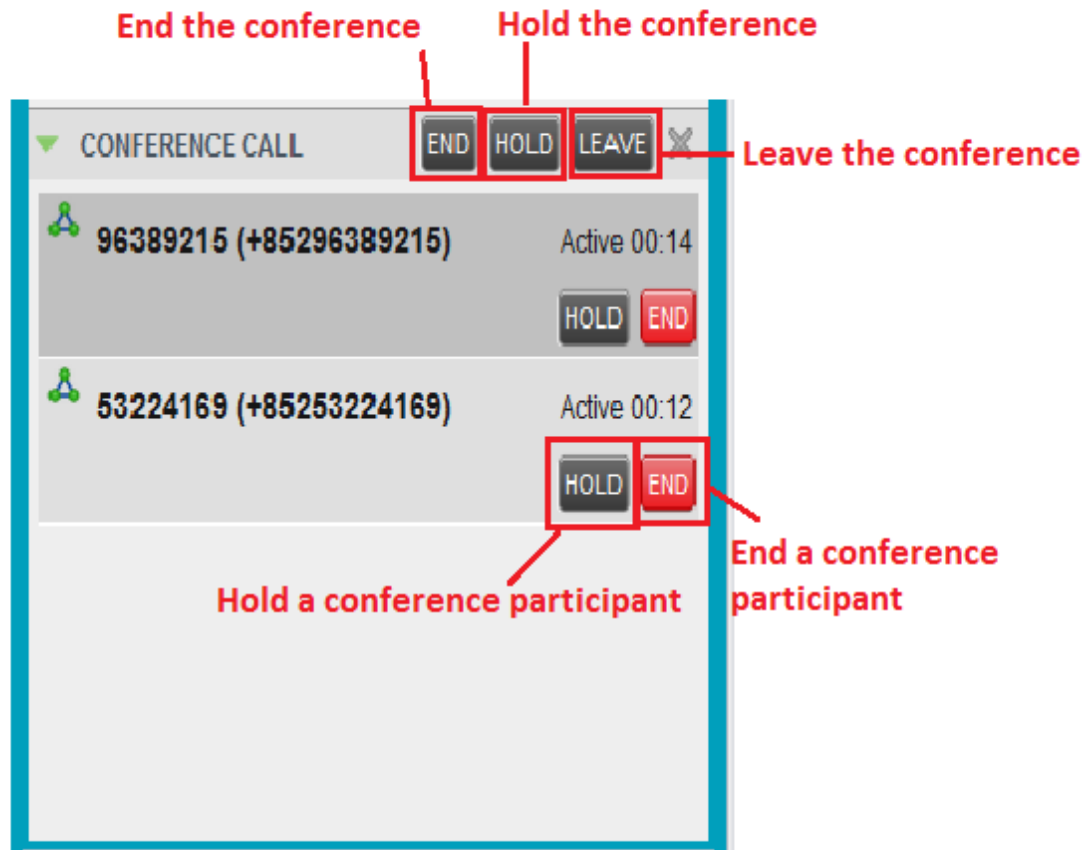 End the conference
Hold the conference
CONFERENCE CALL END HOLD LEAVE
Leave the conference
96389215 (+85296389215) Active 00:14
HOLD END
53224169 (+85253224169) Active 00:12
HOLD END
End a conference
participant
Hold a conference participant